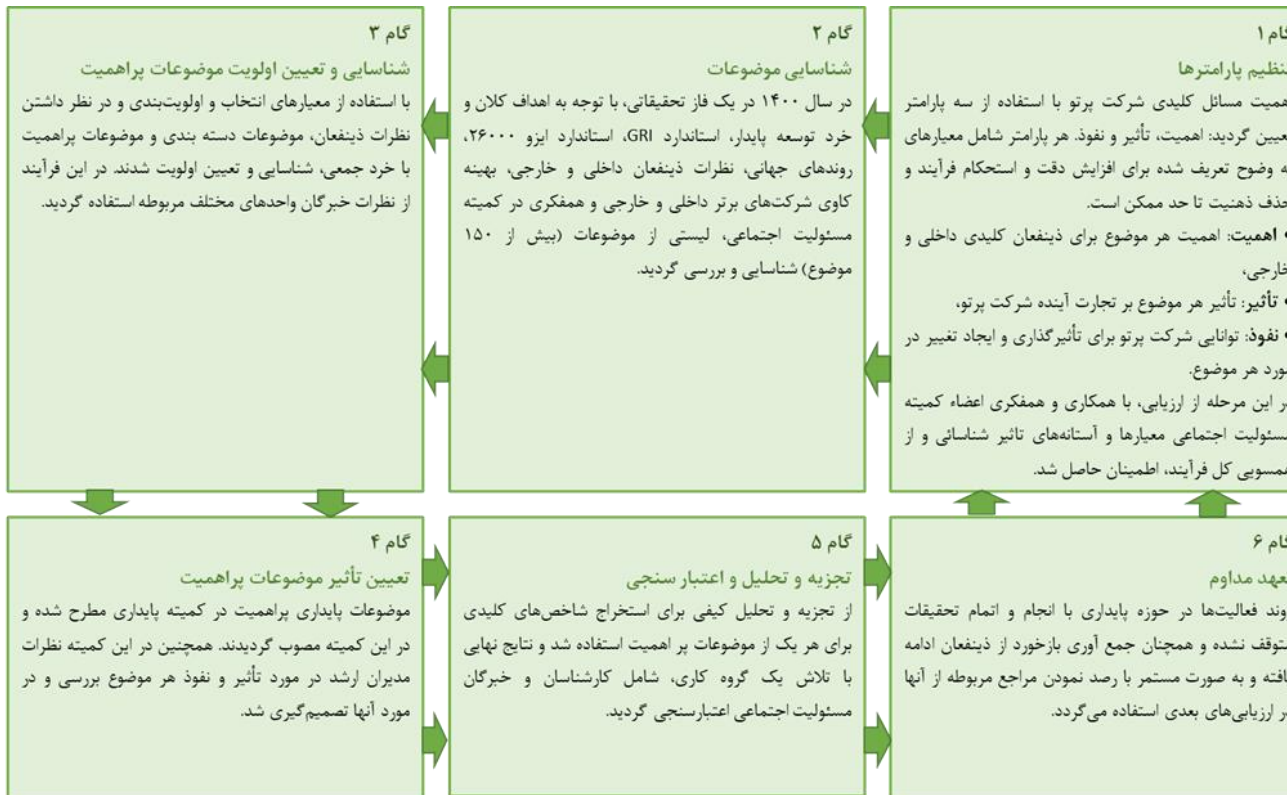 گام ۱
نظیم پارامترها
همیت مسائل کلیدی شرکت پرتو با استفاده از سه پارامتر
عیین گردید: اهمیت، تأثیر و نفوذ. هر پارامتر شامل معیارهای
ه وضوح تعریف شده برای افزایش دقت و استحکام فرآیند و
حذف ذهنیت تا حد ممکن است.
• اهمیت: اهمیت هر موضوع برای ذینفعان کلیدی داخلی و
خارجی،
• تأثیر: تأثیر هر موضوع بر تجارت آینده شرکت پرتو،
• نفوذ: توانایی شرکت پرتو برای تأثیرگذاری و ایجاد تغییر در
مورد هر موضوع.
ر این مرحله از ارزیابی، با همکاری و همفکری اعضاء کمیته
مسئولیت اجتماعی معیارها و آستانه‌های تاثیر شناسائی و از
همسویی کل فرآیند، اطمینان حاصل شد.
گام ۲
شناسایی موضوعات
در سال ۱۴۰۰ در یک فاز تحقیقاتی، با توجه به اهداف کلان و
خرد توسعه پایدار، استاندارد GRI، استاندارد ایزو ۲۶۰۰۰،
روندهای جهانی، نظرات ذینفعان داخلی و خارجی، بهینه
کاوی شرکت‌های برتر داخلی و خارجی و همفکری در کمیته
مسئولیت اجتماعی، لیستی از موضوعات (بیش از ۱۵۰
موضوع) شناسایی و بررسی گردید.
گام ۳
شناسایی و تعیین اولویت موضوعات پراهمیت
با استفاده از معیارهای انتخاب و اولویت‌بندی و در نظر داشتن
نظرات ذینفعان، موضوعات دسته بندی و موضوعات پراهمیت
با خرد جمعی، شناسایی و تعیین اولویت شدند. در این فرآیند
از نظرات خبرگان واحدهای مختلف مربوطه استفاده گردید.
گام ۴
تعیین تأثیر موضوعات پراهمیت
موضوعات پایداری پراهمیت در کمیته پایداری مطرح شده و
در این کمیته مصوب گردیدند. همچنین در این کمیته نظرات
مدیران ارشد در مورد تأثیر و نفوذ هر موضوع بررسی و در
مورد آنها تصمیم‌گیری شد.
گام ۵
تجزیه و تحلیل و اعتبار سنجی
از تجزیه و تحلیل کیفی برای استخراج شاخص‌های کلیدی
برای هر یک از موضوعات پر اهمیت استفاده شد و نتایج نهایی
با تلاش یک گروه کاری، شامل کارشناسان و خبرگان
مسئولیت اجتماعی اعتبارسنجی گردید.
گام ۶
عهد مداوم
وند فعالیت‌ها در حوزه پایداری با انجام و اتمام تحقیقات
متوقف نشده و همچنان جمع آوری بازخورد از ذینفعان ادامه
یافته و به صورت مستمر با رصد نمودن مراجع مربوطه از آنها
ر ارزیابی‌های بعدی استفاده می‌گردد.